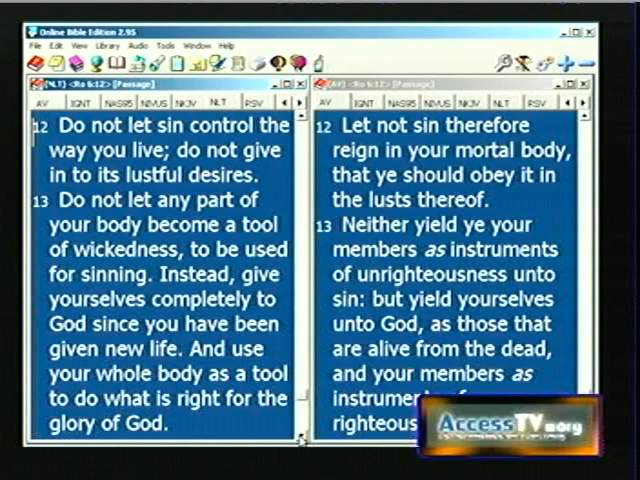 Online Bible Edition 2.95
File Edit View Library Audio Tools Window Help
[NLT] <Ro 6:12> [Passage]
AV IGNT NAS95 NIVUS NKJV NLT RSV
12 Do not let sin control the
way you live; do not give
in to its lustful desires.
13 Do not let any part of
your body become a tool
of wickedness, to be used
for sinning. Instead, give
yourselves completely to
God since you have been
given new life. And use
your whole body as a tool
to do what is right for the
glory of God.
[AV] <Ro 6:12> [Passage]
AV IGNT NAS95 NIVUS NKJV NLT RSV
12 Let not sin therefore
reign in your mortal body,
that ye should obey it in
the lusts thereof.
13 Neither yield ye your
members as instruments
of unrighteousness unto
sin: but yield yourselves
unto God, as those that
are alive from the dead,
and your members as
righteous
AccessTV.org